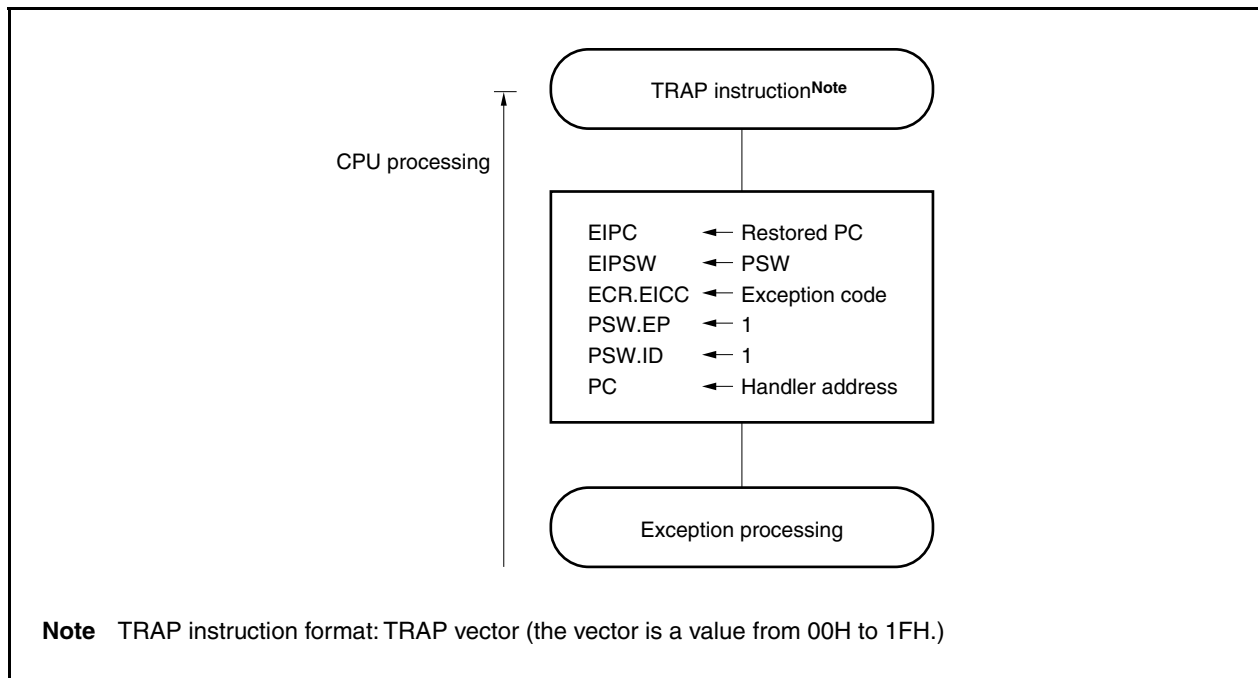 TRAP instructionNote
CPU processing
EIPC ← Restored PC
EIPSW ← PSW
ECR.EICC ← Exception code
PSW.EP ← 1
PSW.ID ← 1
PC ← Handler address
Exception processing
Note TRAP instruction format: TRAP vector (the vector is a value from 00H to 1FH.)